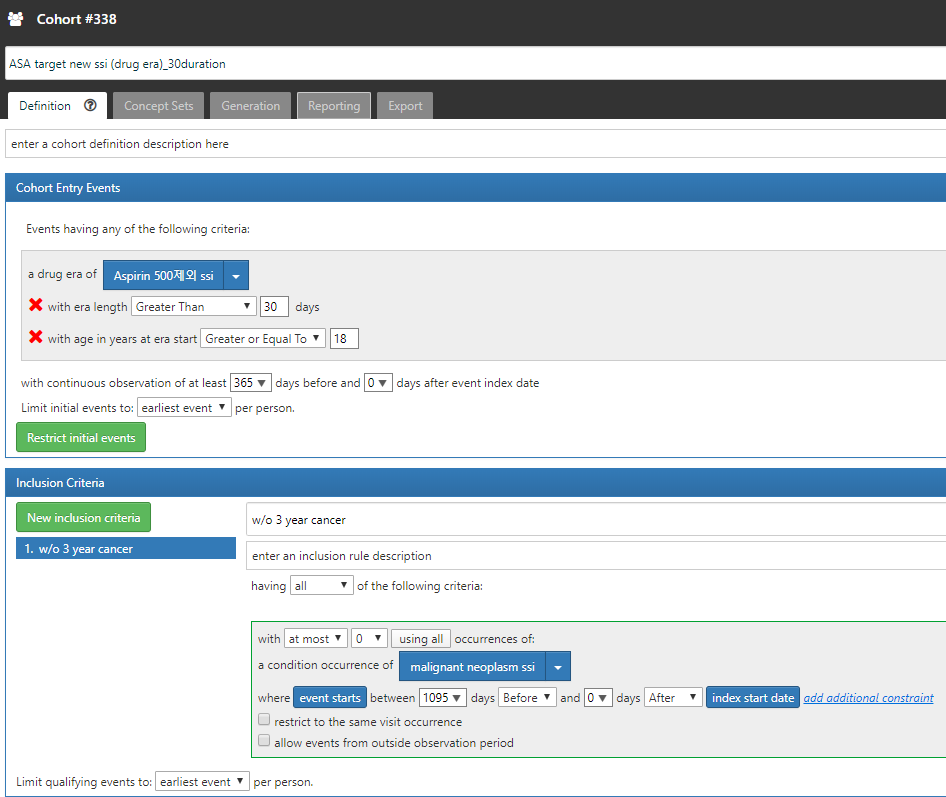 Cohort #338
ASA target new ssi (drug era)_30duration
Definition ? Concept Sets Generation Reporting Export
enter a cohort definition description here
Cohort Entry Events
Events having any of the following criteria:
a drug era of Aspirin 500제외 ssi
with era length Greater Than 30 days
with age in years at era start Greater or Equal To 18
with continuous observation of at least 365 days before and 0 days after event index date
Limit initial events to: earliest event per person.
Restrict initial events
Inclusion Criteria
New inclusion criteria
1. w/o 3 year cancer
w/o 3 year cancer
enter an inclusion rule description
having all of the following criteria:
with at most 0 using all occurrences of:
a condition occurrence of malignant neoplasm ssi
where event starts between 1095 days Before and 0 days After index start date add additional constraint
restrict to the same visit occurrence
allow events from outside observation period
Limit qualifying events to: earliest event per person.